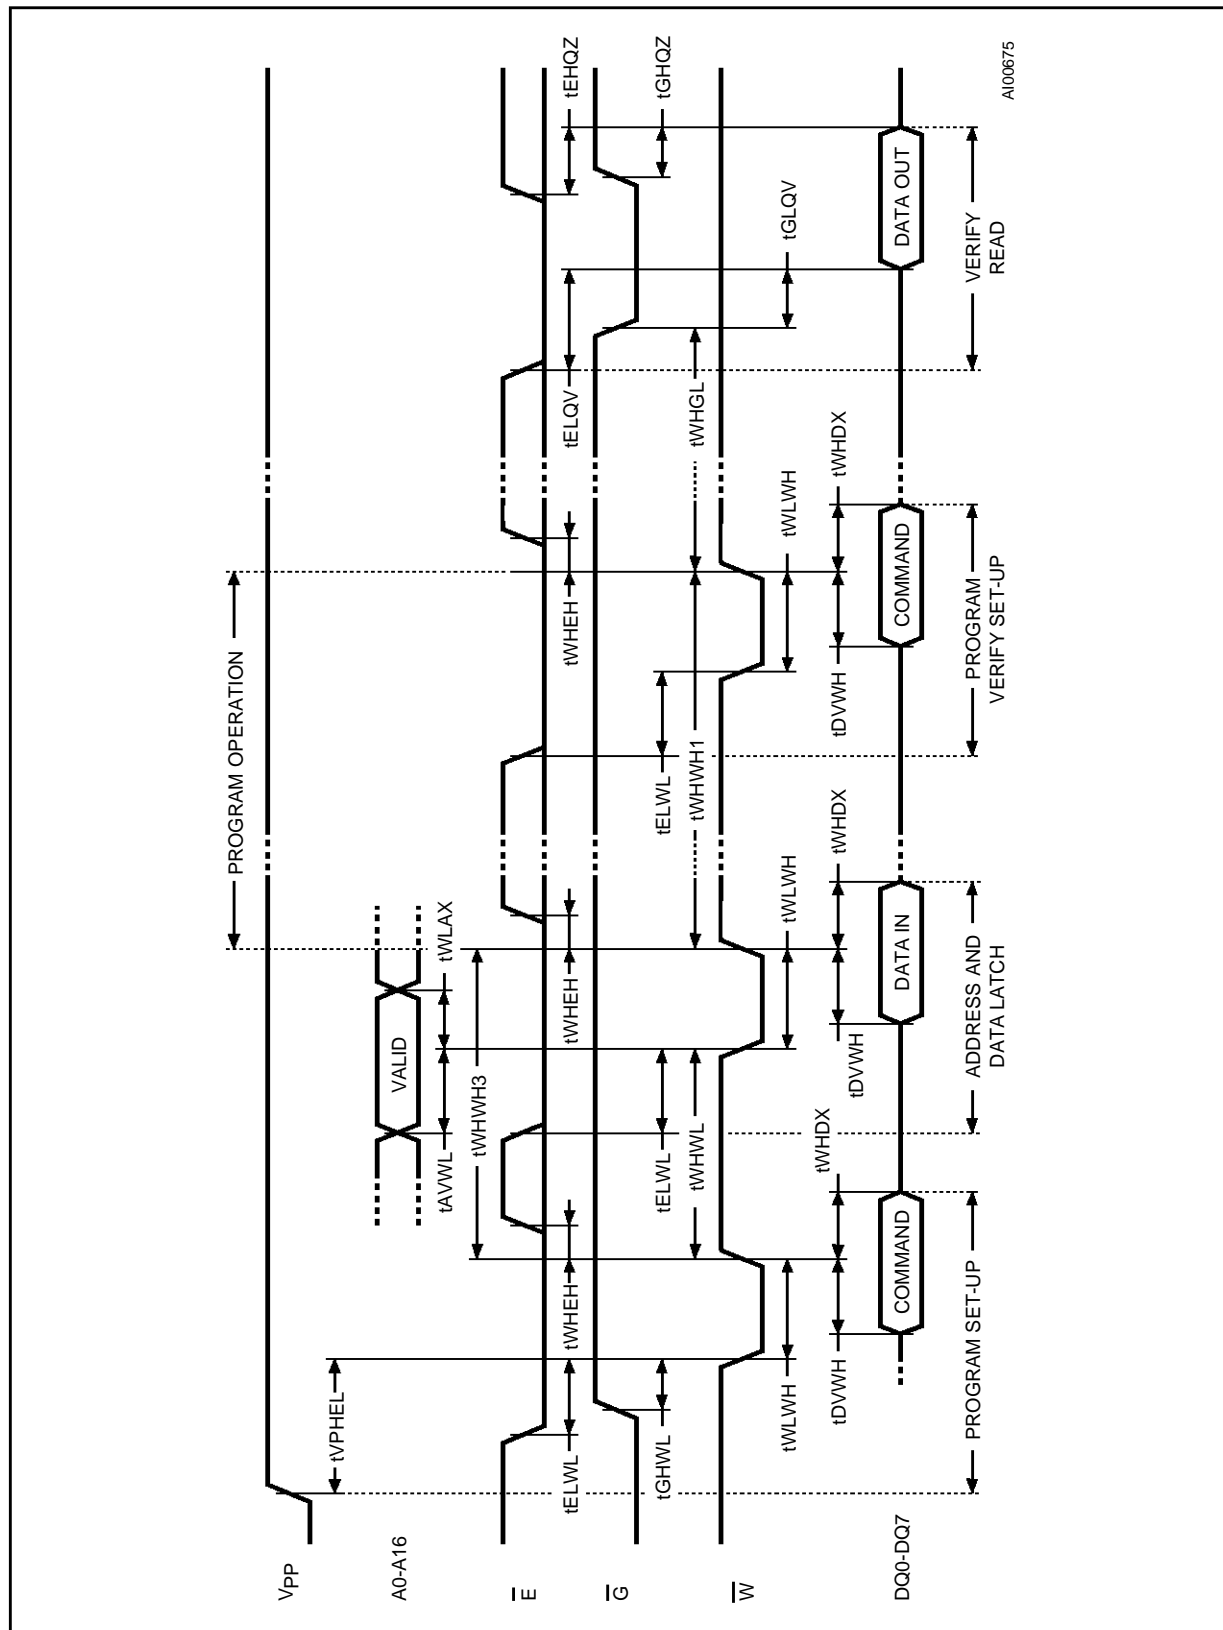 VPP
A0-A16
E
G
W
DQ0-DQ7
PROGRAM OPERATION
tVPHEL
VALID
tAVWL
tWLAX
tWHWH3
tELWL
tWHEH
tWHEH
tWHEH
tELQV
tEHQZ
tGHWL
tELWL
tELWL
tGHQZ
tWHWL
tWHWH1
tWHGL
tWLWH
tWLWH
tWLWH
tGLQV
tDVWH
tWHDX
tDVWH
tWHDX
tDVWH
tWHDX
COMMAND
DATA IN
COMMAND
DATA OUT
PROGRAM SET-UP
ADDRESS AND
DATA LATCH
PROGRAM
VERIFY SET-UP
VERIFY
READ
AI00675